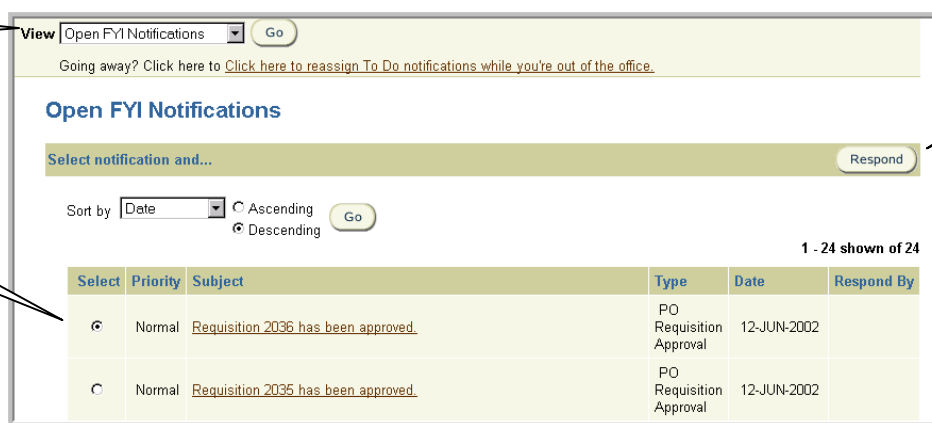 View Open FYI Notifications Go
Going away? Click here to Click here to reassign To Do notifications while you're out of the office.
Open FYI Notifications
Select notification and... Respond
Sort by Date Ascending Go
Descending
1 - 24 shown of 24
Select Priority Subject Type Date Respond By
Normal Requisition 2036 has been approved. PO Requisition Approval 12-JUN-2002
Normal Requisition 2035 has been approved. PO Requisition Approval 12-JUN-2002